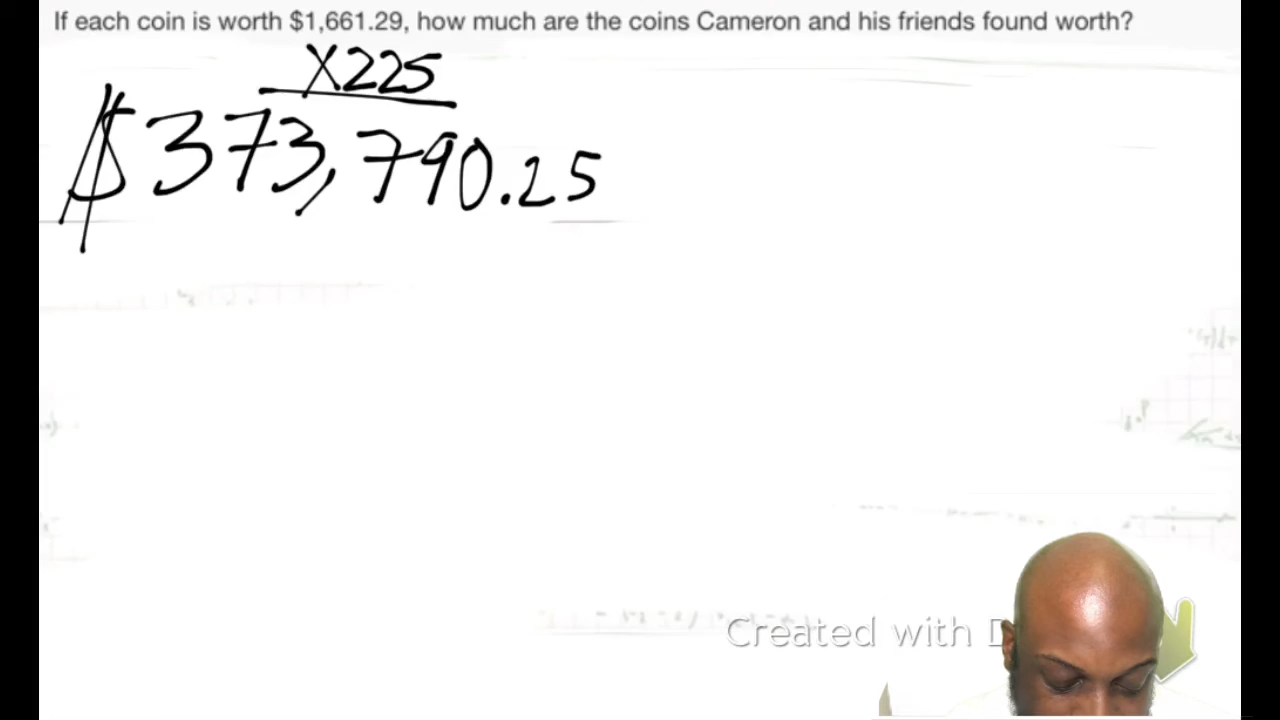 If each coin is worth $1,661.29, how much are the coins Cameron and his friends found worth?
X225
$373,790.25
Created with